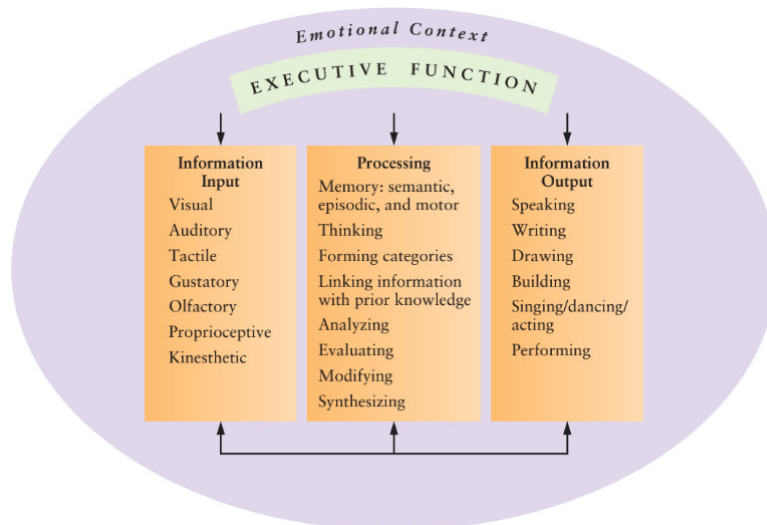 Emotional Context
EXECUTIVE FUNCTION
Information
Input
Visual
Auditory
Tactile
Gustatory
Olfactory
Proprioceptive
Kinesthetic
Processing
Memory: semantic,
episodic, and motor
Thinking
Forming categories
Linking information
with prior knowledge
Analyzing
Evaluating
Modifying
Synthesizing
Information
Output
Speaking
Writing
Drawing
Building
Singing/dancing/
acting
Performing